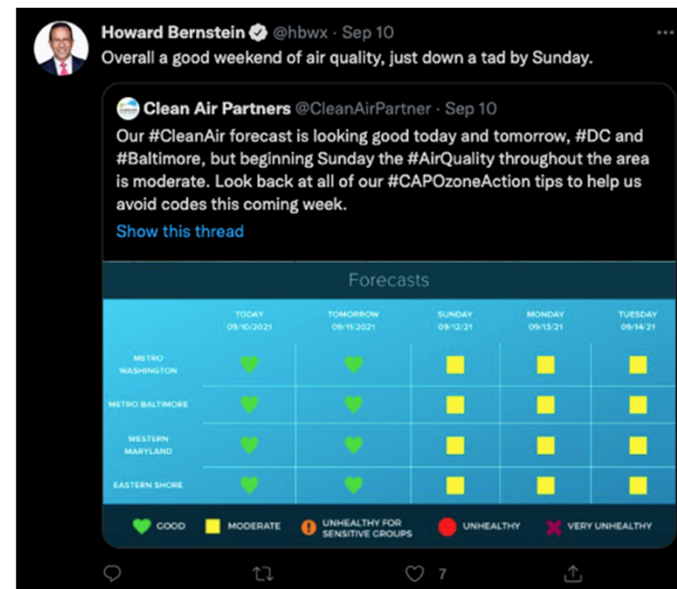 Howard Bernstein @hbwx · Sep 10
Overall a good weekend of air quality, just down a tad by Sunday.
Clean Air Partners @CleanAirPartner · Sep 10
Our #CleanAir forecast is looking good today and tomorrow, #DC and
#Baltimore, but beginning Sunday the #AirQuality throughout the area
is moderate. Look back at all of our #CAPOzoneAction tips to help us
avoid codes this coming week.
Show this thread
Forecasts
TODAY TOMORROW SUNDAY MONDAY TUESDAY
09/10/2021 09/11/2021 09/12/21 09/13/21 09/14/21
METRO
WASHINGTON
METRO BALTIMORE
WESTERN
MARYLAND
EASTERN SHORE
GOOD MODERATE UNHEALTHY FOR UNHEALTHY VERY UNHEALTHY
SENSITIVE GROUPS
7